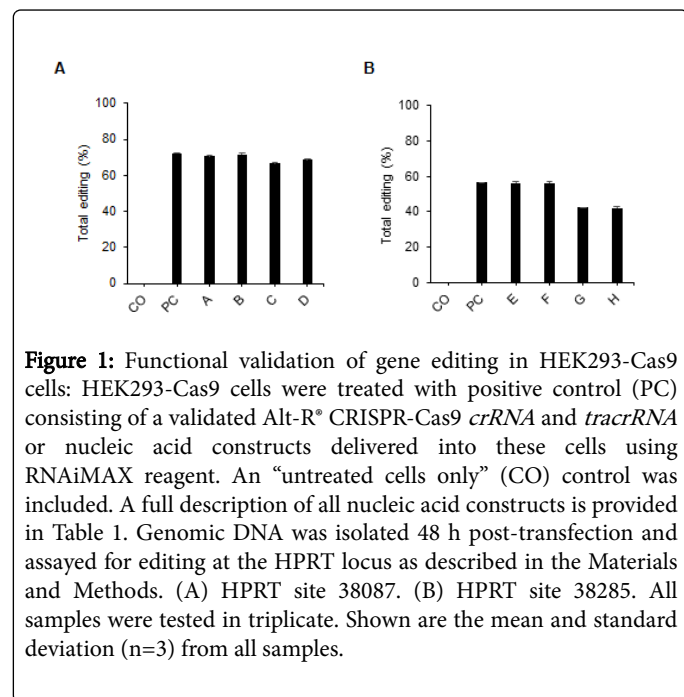 A
B
100
80
60
40
20
0
Total editing (%)
CO
PC
A
B
C
D
100
80
60
40
20
0
Total editing (%)
CO
PC
E
F
G
H
Figure 1: Functional validation of gene editing in HEK293-Cas9
cells: HEK293-Cas9 cells were treated with positive control (PC)
consisting of a validated Alt-R® CRISPR-Cas9 crRNA and tracrRNA
or nucleic acid constructs delivered into these cells using
RNAiMAX reagent. An “untreated cells only” (CO) control was
included. A full description of all nucleic acid constructs is provided
in Table 1. Genomic DNA was isolated 48 h post-transfection and
assayed for editing at the HPRT locus as described in the Materials
and Methods. (A) HPRT site 38087. (B) HPRT site 38285. All
samples were tested in triplicate. Shown are the mean and standard
deviation (n=3) from all samples.